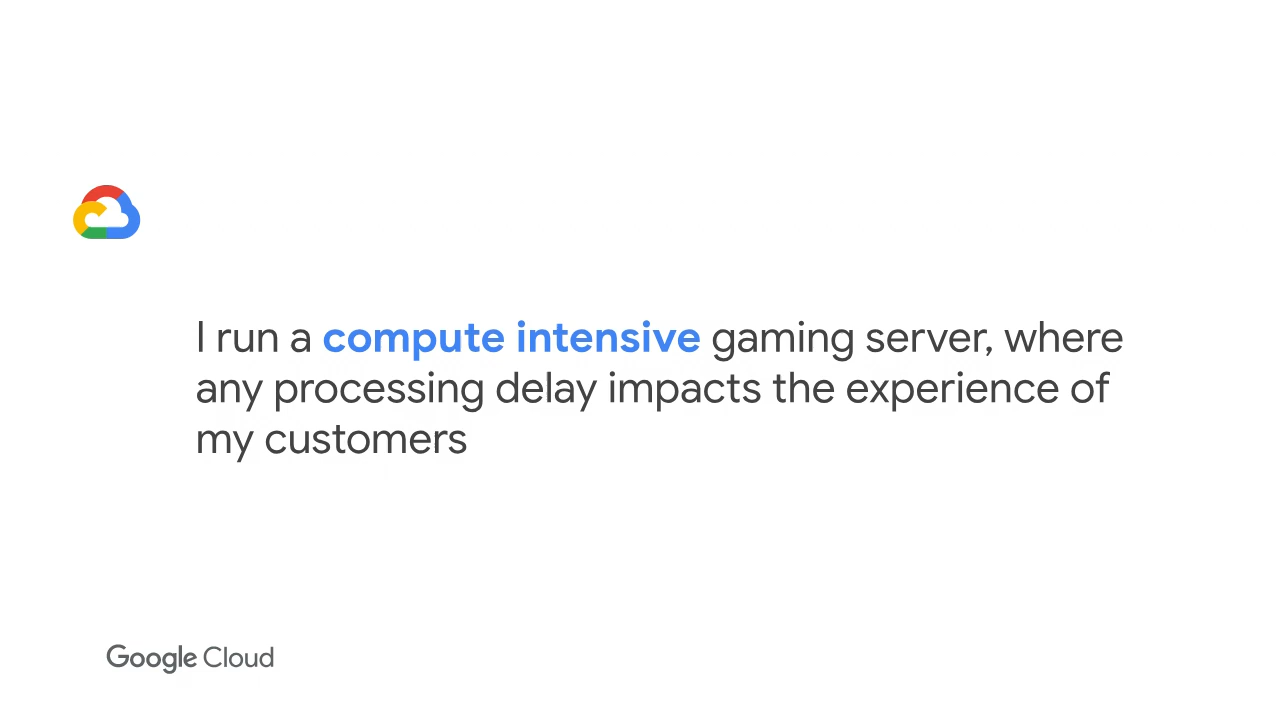 I run a compute intensive gaming server, where
any processing delay impacts the experience of
my customers
Google Cloud